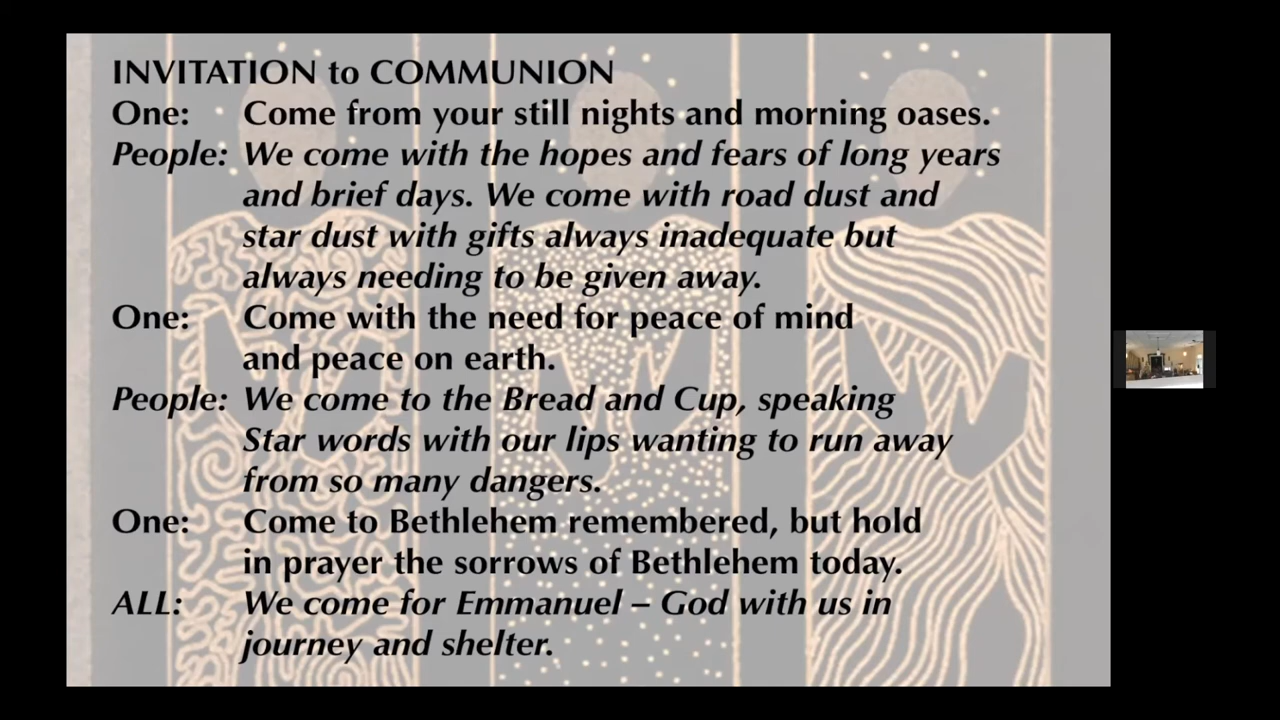 INVITATION to COMMUNION
One: Come from your still nights and morning oases.
People: We come with the hopes and fears of long years
and brief days. We come with road dust and
star dust with gifts always inadequate but
always needing to be given away.
One: Come with the need for peace of mind
and peace on earth.
People: We come to the Bread and Cup, speaking
Star words with our lips wanting to run away
from so many dangers.
One: Come to Bethlehem remembered, but hold
in prayer the sorrows of Bethlehem today.
ALL: We come for Emmanuel – God with us in
journey and shelter.